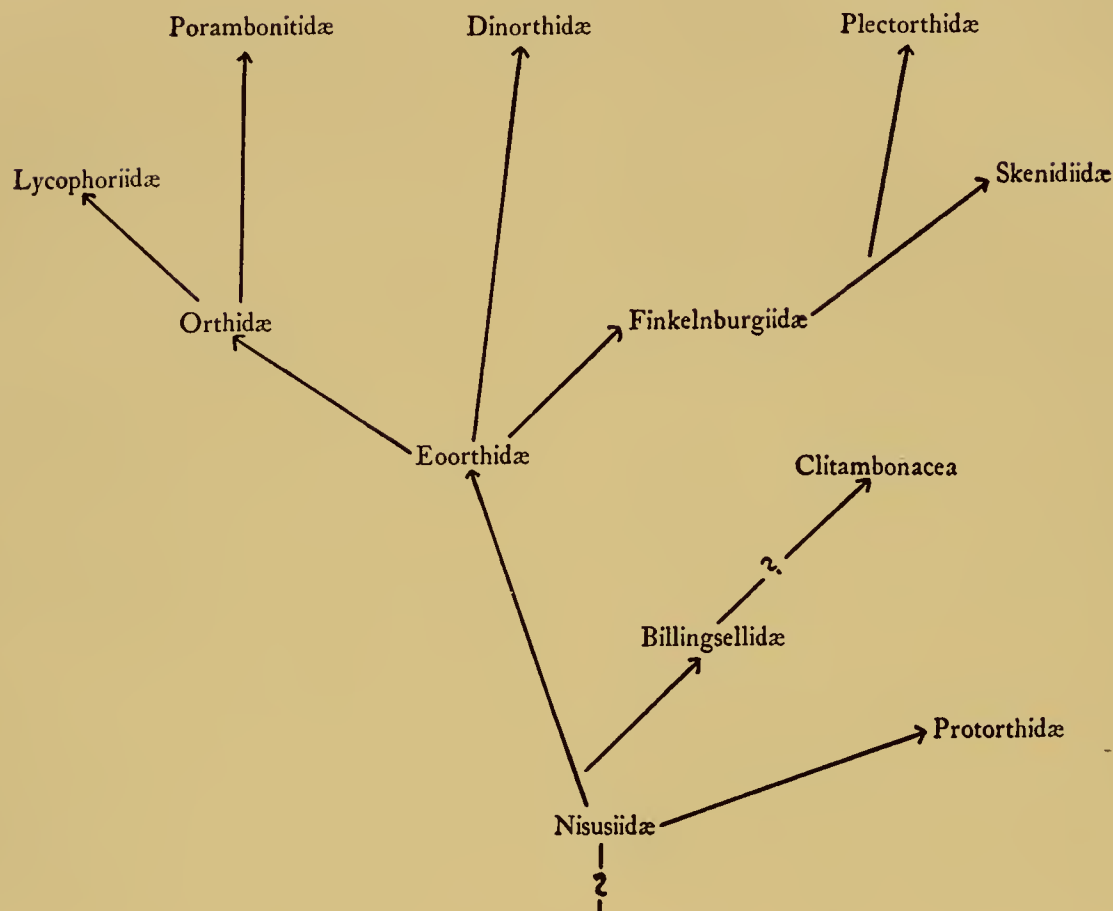 Porambonitidæ
Dinorthidæ
Plectorthidæ
Lycophoriidæ
Skenidiidæ
Orthidæ
Finkelnburgiidæ
Eoorthidæ
Clitambonacea
?
Billingsellidæ
Protorthidæ
Nisusiidæ
?